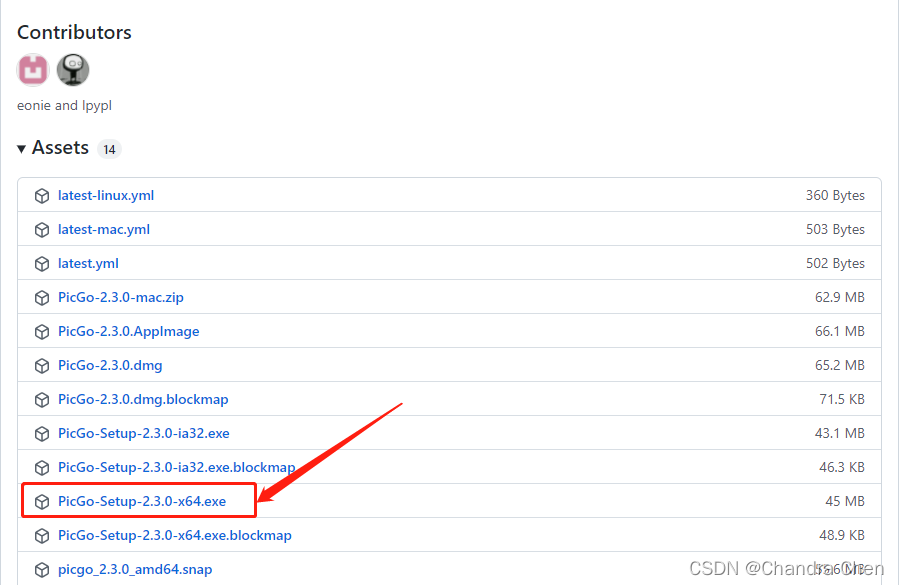 Contributors
eonie and lpypl
Assets 14
latest-linux.yml 360 Bytes
latest-mac.yml 503 Bytes
latest.yml 502 Bytes
PicGo-2.3.0-mac.zip 62.9 MB
PicGo-2.3.0.AppImage 66.1 MB
PicGo-2.3.0.dmg 65.2 MB
PicGo-2.3.0.dmg.blockmap 71.5 KB
PicGo-Setup-2.3.0-ia32.exe 43.1 MB
PicGo-Setup-2.3.0-ia32.exe.blockmap 46.3 KB
PicGo-Setup-2.3.0-x64.exe 45 MB
PicGo-Setup-2.3.0-x64.exe.blockmap 48.9 KB
picgo_2.3.0_amd64.snap
CSDN @Chandra Chen